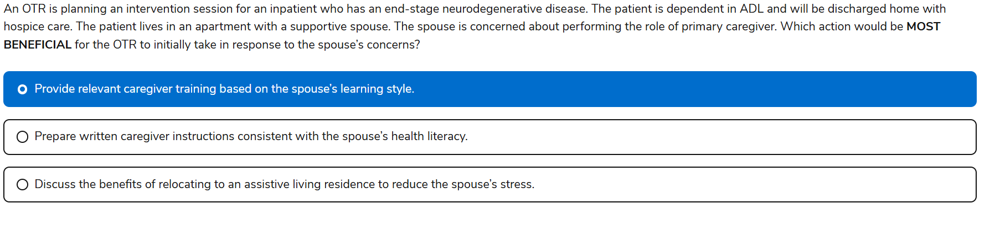 An OTR is planning an intervention session for an inpatient who has an end-stage neurodegenerative disease. The patient is dependent in ADL and will be discharged home with
hospice care. The patient lives in an apartment with a supportive spouse. The spouse is concerned about performing the role of primary caregiver. Which action would be MOST
BENEFICIAL for the OTR to initially take in response to the spouse’s concerns?
Provide relevant caregiver training based on the spouse’s learning style.
Prepare written caregiver instructions consistent with the spouse’s health literacy.
Discuss the benefits of relocating to an assistive living residence to reduce the spouse’s stress.